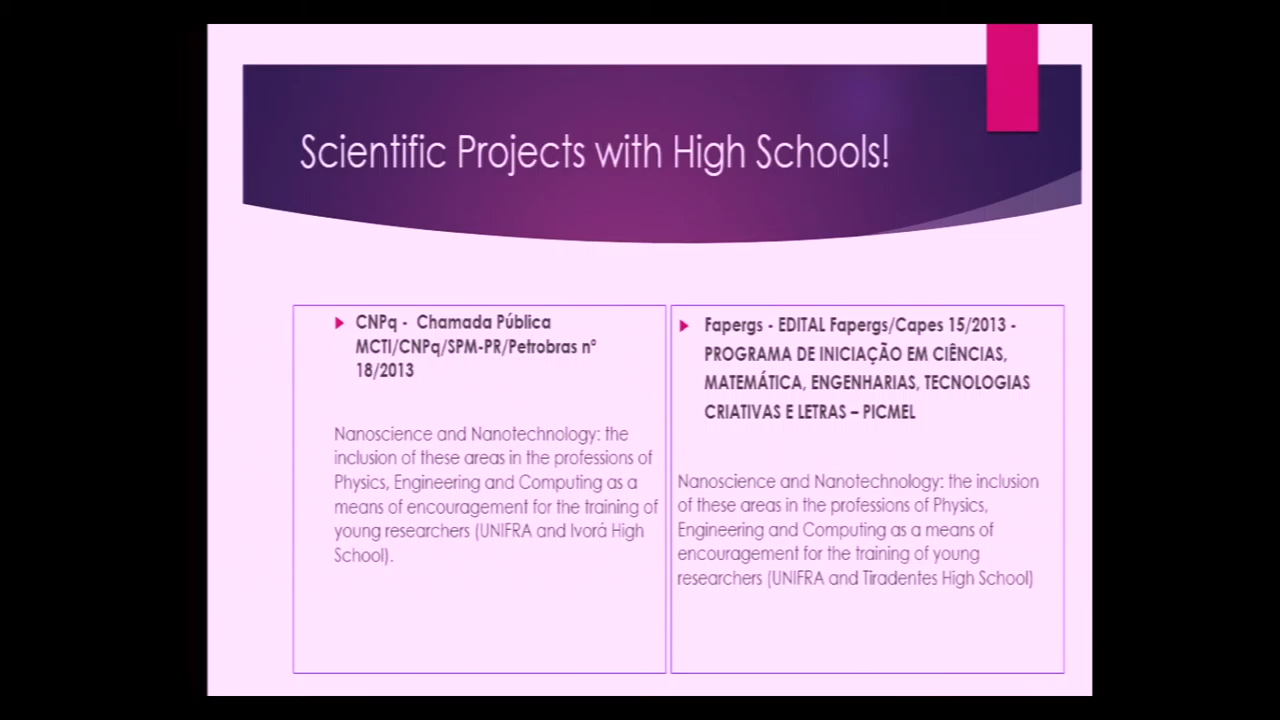 Scientific Projects with High Schools!
CNPq - Chamada Pública
MCTI/CNPq/SPM-PR/Petrobras nº
18/2013
Nanoscience and Nanotechnology: the
inclusion of these areas in the professions of
Physics, Engineering and Computing as a
means of encouragement for the training of
young researchers (UNIFRA and Ivorá High
School).
Fapergs - EDITAL Fapergs/Capes 15/2013 -
PROGRAMA DE INICIAÇÃO EM CIÊNCIAS,
MATEMÁTICA, ENGENHARIAS, TECNOLOGIAS
CRIATIVAS E LETRAS – PICMEL
Nanoscience and Nanotechnology: the inclusion
of these areas in the professions of Physics,
Engineering and Computing as a means of
encouragement for the training of young
researchers (UNIFRA and Tiradentes High School)